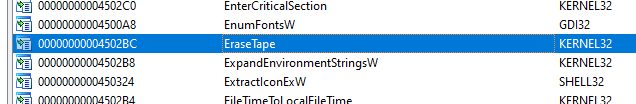 00000000004502C0 EnterCriticalSection KERNEL32
00000000004500A8 EnumFontsW GDI32
00000000004502BC EraseTape KERNEL32
00000000004502B8 ExpandEnvironmentStringsW KERNEL32
0000000000450324 ExtractIconExW SHELL32
00000000004502B4 FileTimeToLocalFileTime KERNEL32